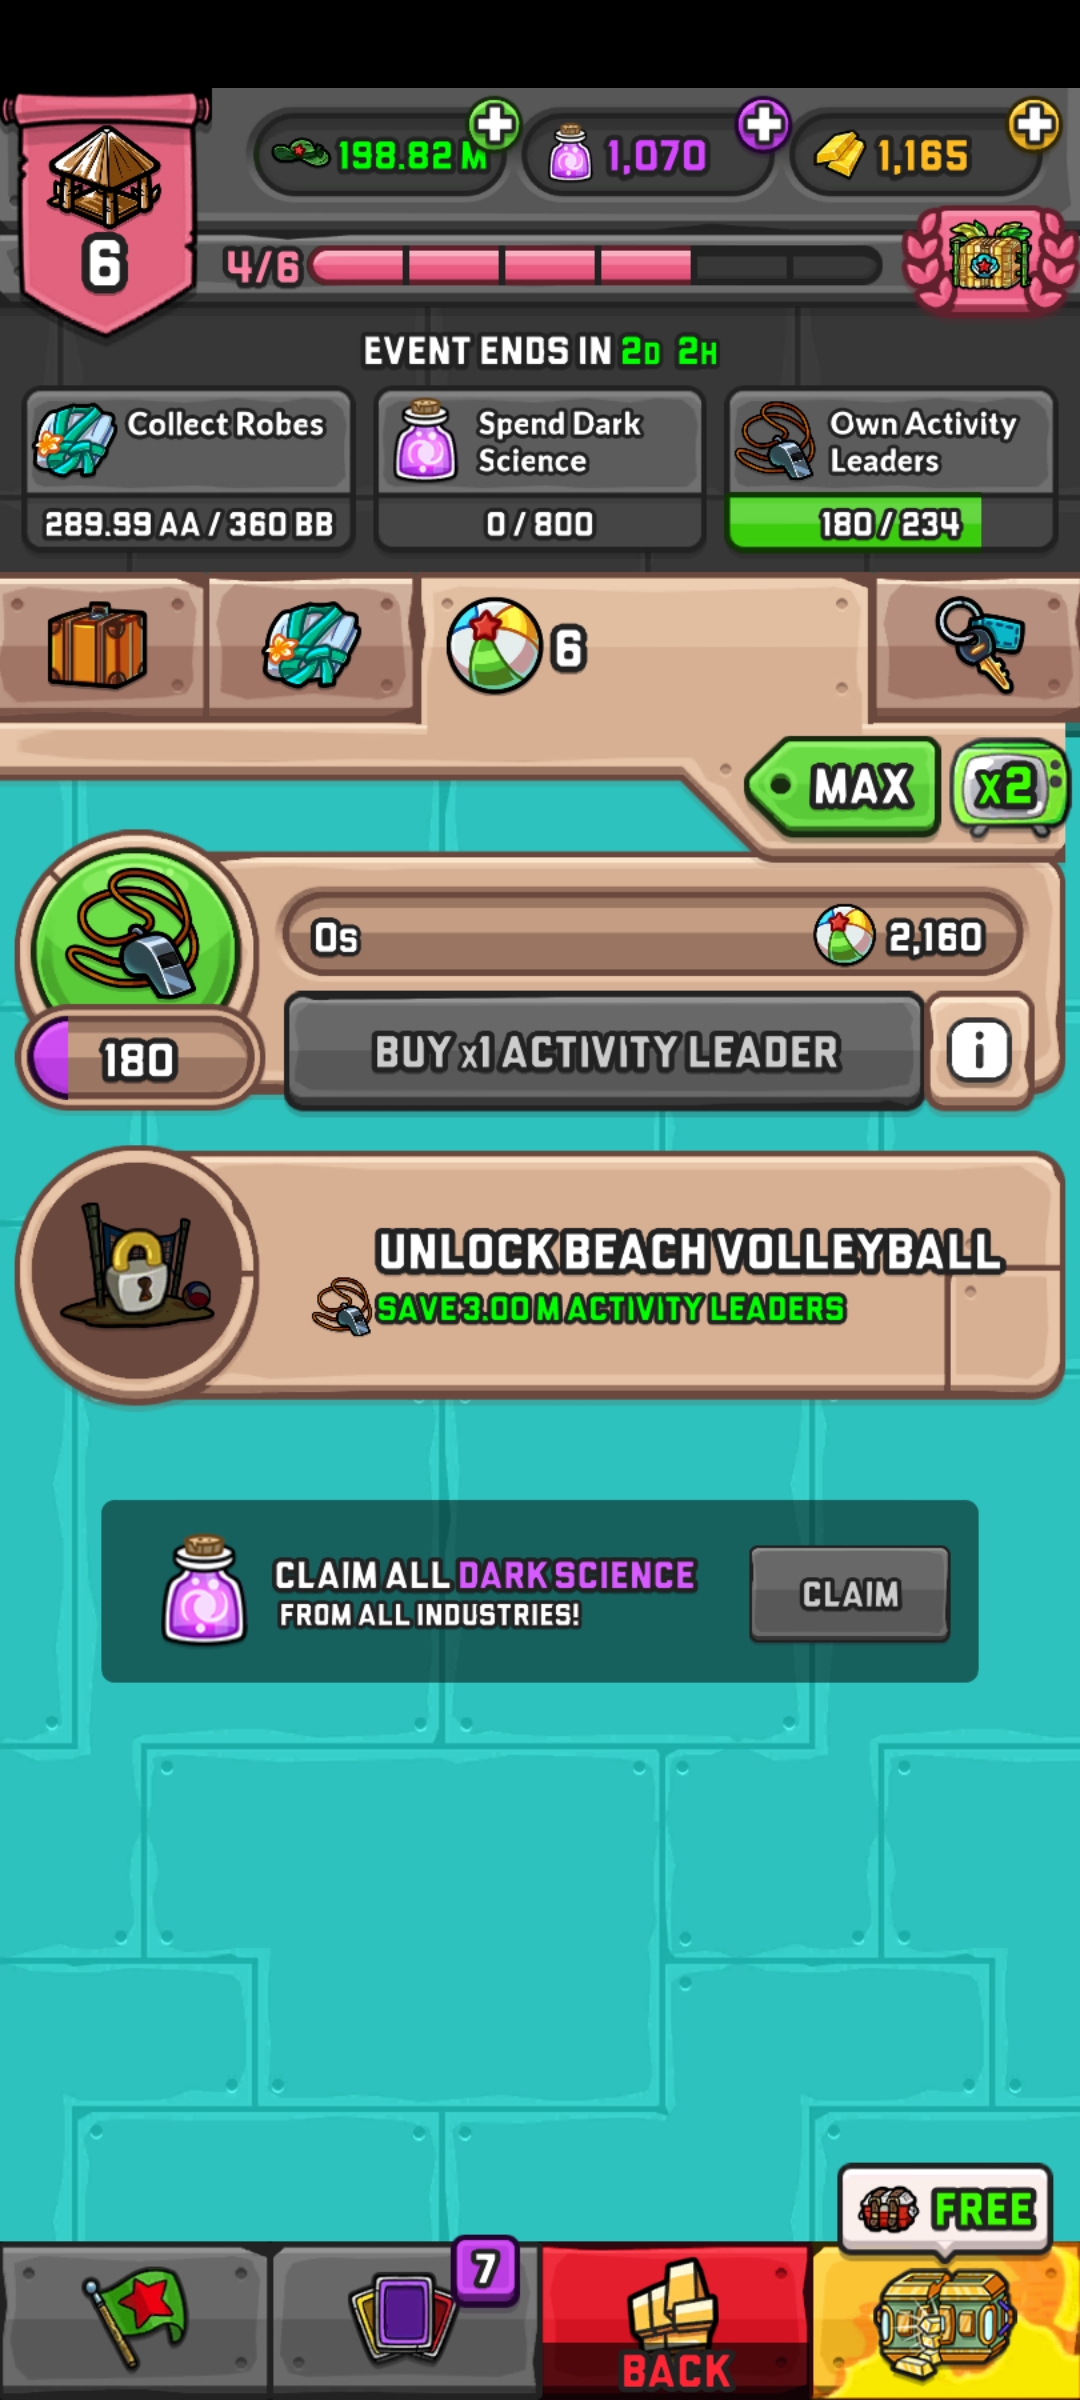 198.82 M
1,070
1,165
6
4/6
EVENT ENDS IN 2D 2H
Collect Robes
289.99 AA / 360 BB
Spend Dark
Science
0 / 800
Own Activity
Leaders
180 / 234
6
MAX
x2
0s
2,160
180
BUY x1 ACTIVITY LEADER
i
UNLOCK BEACH VOLLEYBALL
SAVE 3.00 M ACTIVITY LEADERS
CLAIM ALL DARK SCIENCE
FROM ALL INDUSTRIES!
CLAIM
FREE
7
BACK